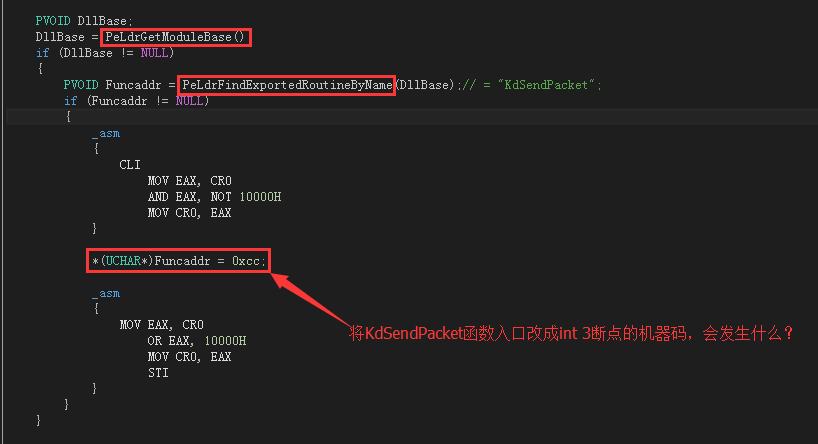 PVOID DllBase;
DllBase = PeLdrGetModuleBase()
if (DllBase != NULL)
{
PVOID Funcaddr = PeLdrFindExportedRoutineByName(DllBase);// = "KdSendPacket";
if (Funcaddr != NULL)
{
_asm
{
CLI
MOV EAX, CR0
AND EAX, NOT 10000H
MOV CR0, EAX
}
*(UCHAR*)Funcaddr = 0xcc;
_asm
{
MOV EAX, CR0
OR EAX, 10000H
MOV CR0, EAX
STI
}
}
}
将KdSendPacket函数入口改成int 3断点的机器码，会发生什么？